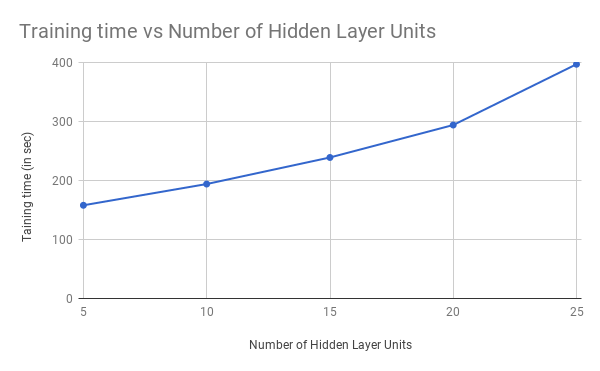 Training time vs Number of Hidden Layer Units
400
300
200
100
0
Taining time (in sec)
5 10 15 20 25
Number of Hidden Layer Units